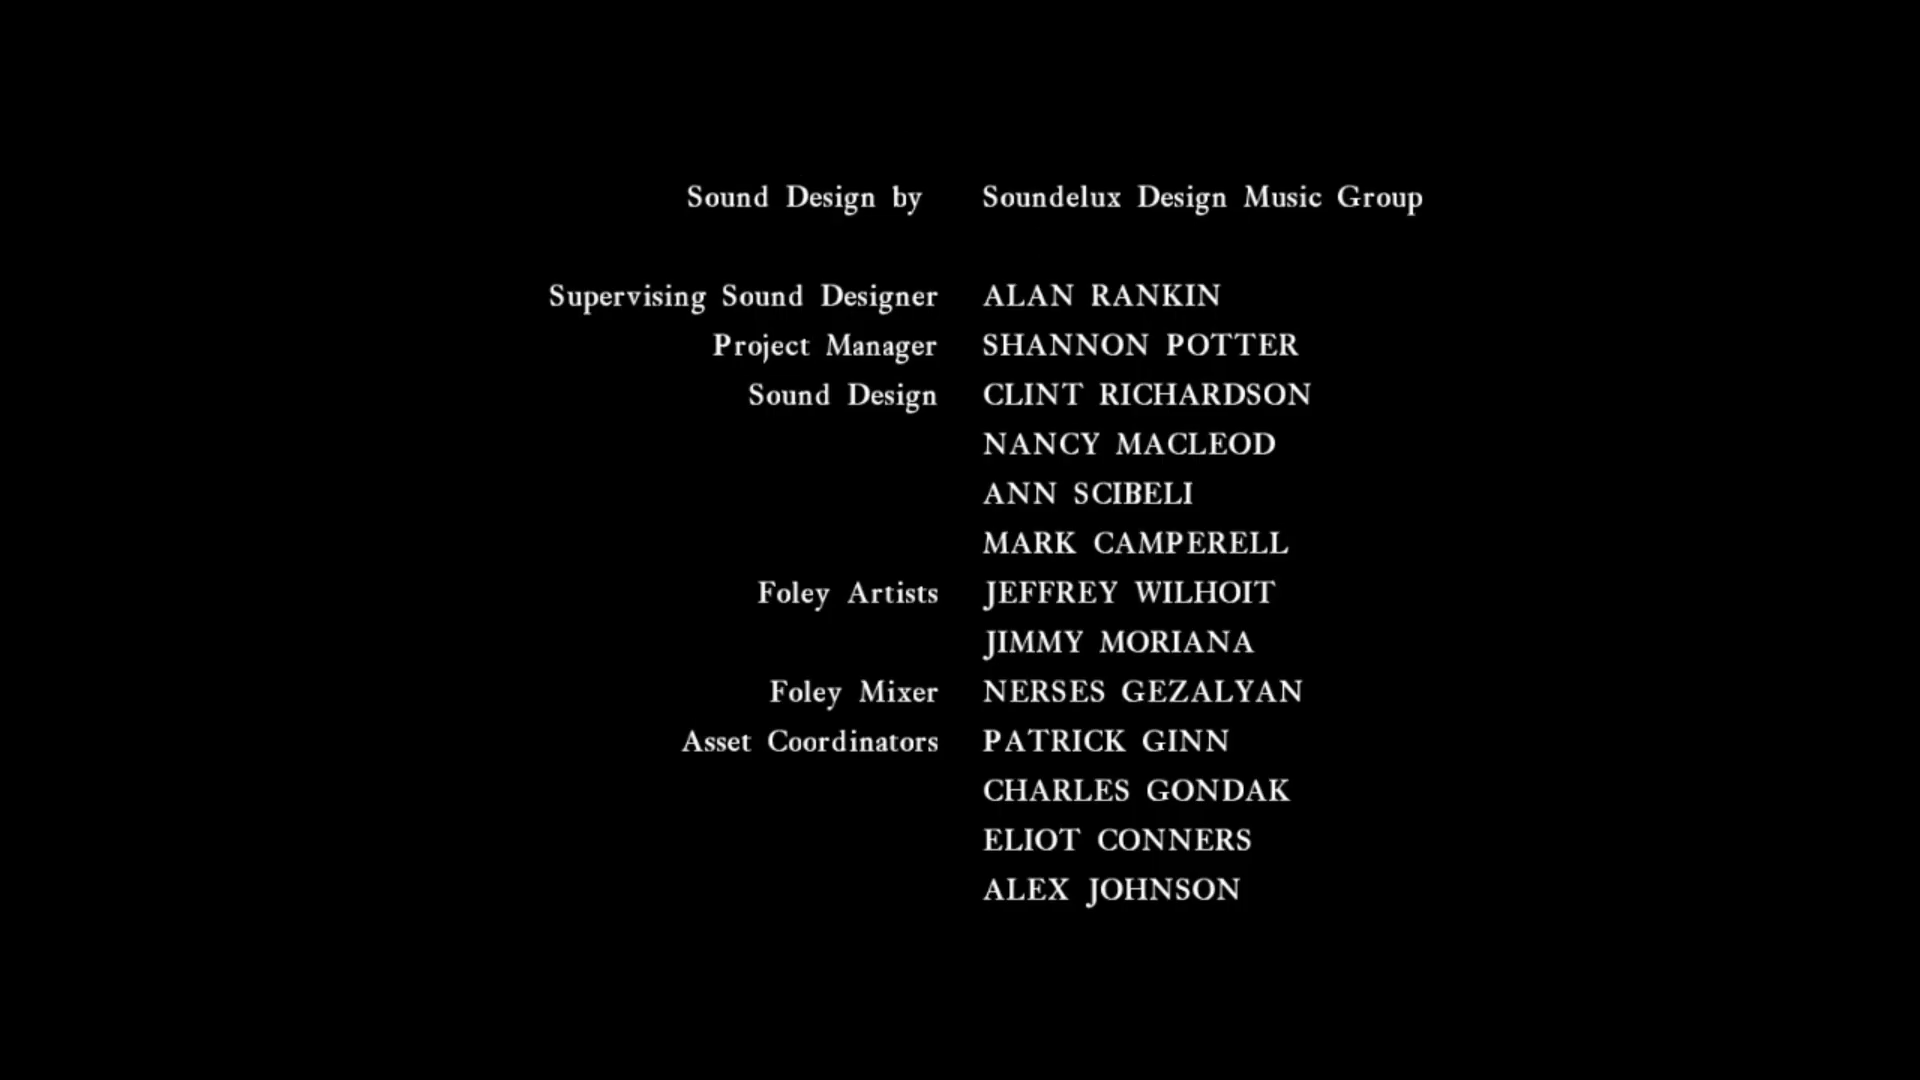 Sound Design by Soundelux Design Music Group
Supervising Sound Designer ALAN RANKIN
Project Manager SHANNON POTTER
Sound Design CLINT RICHARDSON
NANCY MACLEOD
ANN SCIBELI
MARK CAMPERELL
Foley Artists JEFFREY WILHOIT
JIMMY MORIANA
Foley Mixer NERSES GEZALYAN
Asset Coordinators PATRICK GINN
CHARLES GONDAK
ELIOT CONNERS
ALEX JOHNSON